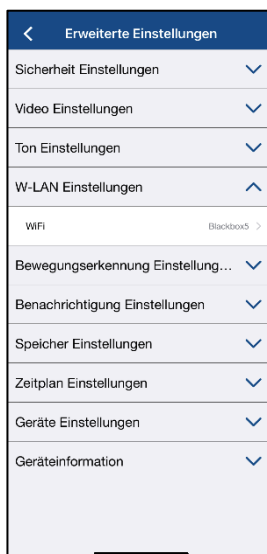 Erweiterte Einstellungen
Sicherheit Einstellungen
Video Einstellungen
Ton Einstellungen
W-LAN Einstellungen
WiFi Blackbox5
Bewegungserkennung Einstellung...
Benachrichtigung Einstellungen
Speicher Einstellungen
Zeitplan Einstellungen
Geräte Einstellungen
Geräteinformation